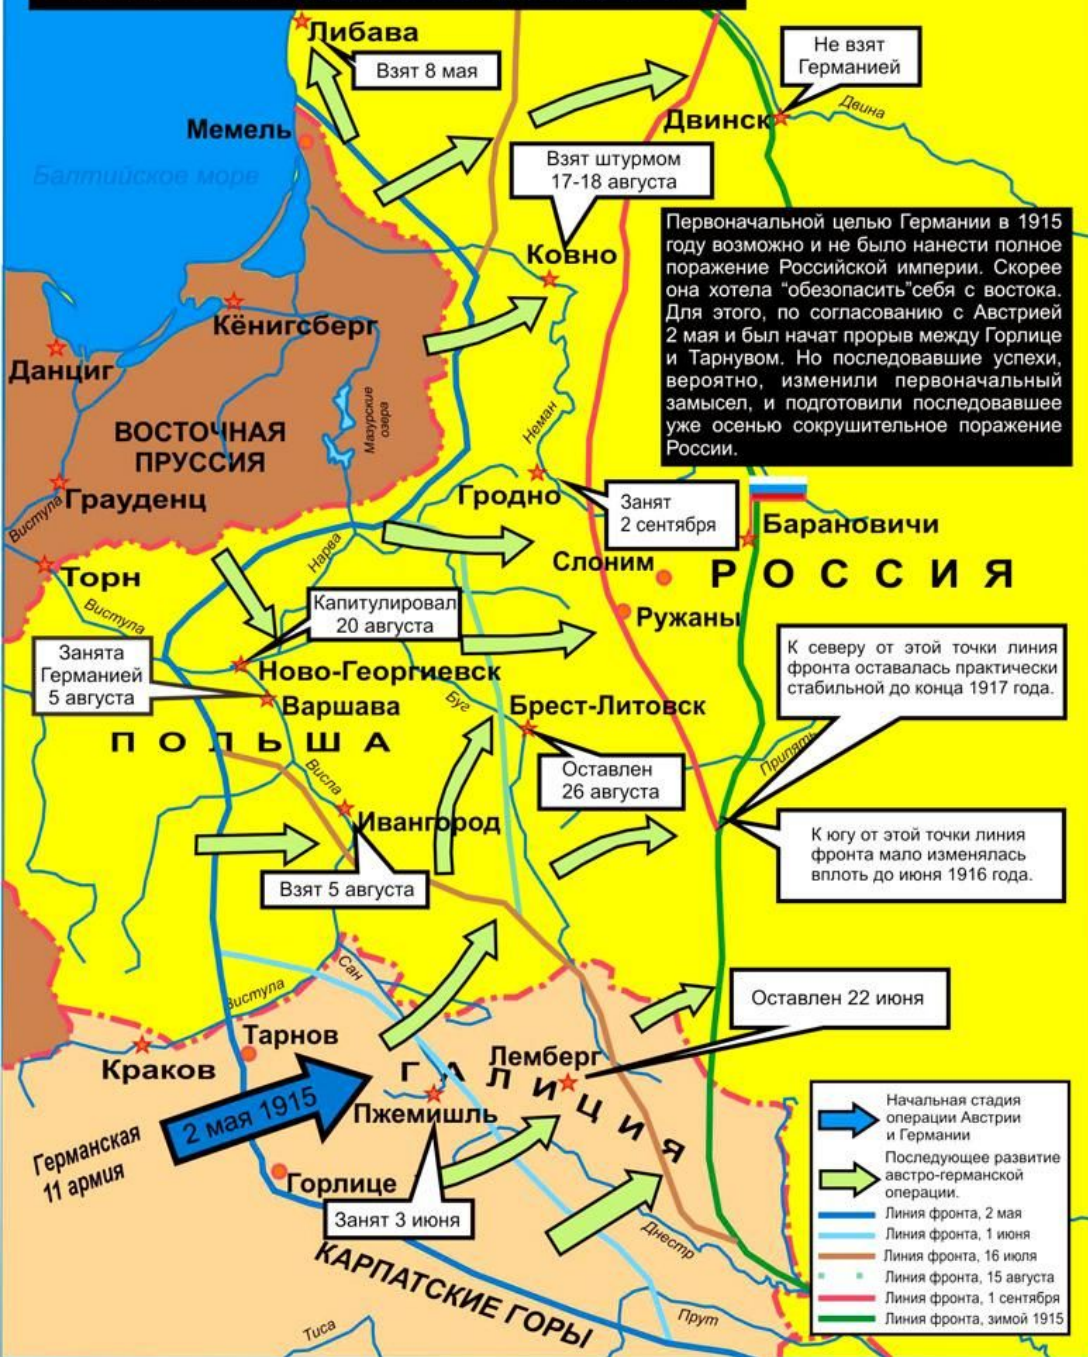 Либава
Взят 8 мая
Не взят
Германией
Двинск
Двина
Мемель
Балтийское море
Взят штурмом
17-18 августа
Ковно
Первоначальной целью Германии в 1915
году возможно и не было нанести полное
поражение Российской империи. Скорее
она хотела “обезопасить”себя с востока.
Для этого, по согласованию с Австрией
2 мая и был начат прорыв между Горлице
и Тарнувом. Но последовавшие успехи,
вероятно, изменили первоначальный
замысел, и подготовили последовавшее
уже осенью сокрушительное поражение
России.
Кёнигсберг
Данциг
Мазурские
озера
Неман
ВОСТОЧНАЯ
ПРУССИЯ
Грауденц
Висtула
Гродно
Занят
2 сентября
Барановичи
Нарва
Слоним
РОССИЯ
Торн
Вистула
Капитулировал
20 августа
Ружаны
Занята
Германией
5 августа
Ново-Георгиевск
К северу от этой точки линия
фронта оставалась практически
стабильной до конца 1917 года.
Варшава
Буг
Брест-Литовск
ПОЛЬША
Припять
Висла
Оставлен
26 августа
Ивангород
К югу от этой точки линия
фронта мало изменялась
вплоть до июня 1916 года.
Взят 5 августа
Сан
Вистула
Оставлен 22 июня
Тарнов
Краков
Лемберг
ГАЛИЦИЯ
2 мая 1915
Пжемишль
Германская
11 армия
Горлице
Занят 3 июня
Днестр
КАРПАТСКИЕ ГОРЫ
Прут
Тиса
Начальная стадия
операции Австрии
и Германии
Последующее развитие
австро-германской
операции.
Линия фронта, 2 мая
Линия фронта, 1 июня
Линия фронта, 16 июля
Линия фронта, 15 августа
Линия фронта, 1 сентября
Линия фронта, зимой 1915